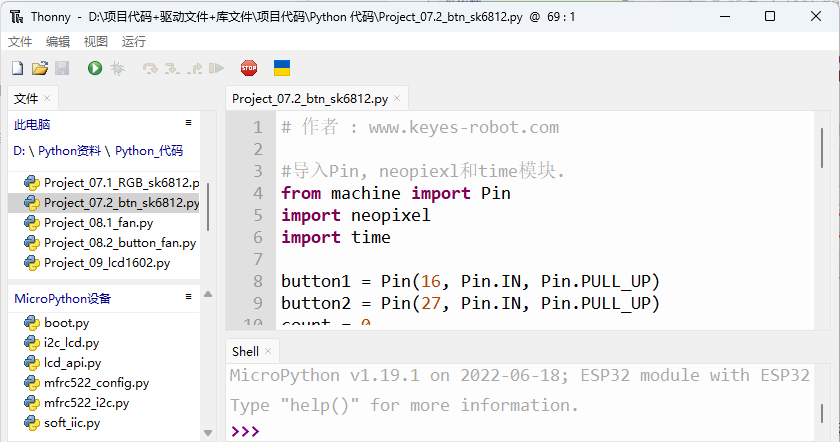 Thonny - D:\项目代码+驱动文件+库文件\项目代码\Python 代码\Project_07.2_btn_sk6812.py @ 69 : 1
文件 编辑 视图 运行
STOP
文件 ×
此电脑
D: \ Python资料 \ Python_代码
Project_07.1_RGB_sk6812.p
Project_07.2_btn_sk6812.py
Project_08.1_fan.py
Project_08.2_button_fan.py
Project_09_lcd1602.py
MicroPython设备
boot.py
i2c_lcd.py
lcd_api.py
mfrc522_config.py
mfrc522_i2c.py
soft_iic.py
Project_07.2_btn_sk6812.py ×
1 # 作者 : www.keyes-robot.com
2
3 #导入Pin, neopiexl和time模块.
4 from machine import Pin
5 import neopixel
6 import time
7
8 button1 = Pin(16, Pin.IN, Pin.PULL_UP)
9 button2 = Pin(27, Pin.IN, Pin.PULL_UP)
10 count = 0
Shell ×
MicroPython v1.19.1 on 2022-06-18; ESP32 module with ESP32
Type "help()" for more information.
>>>